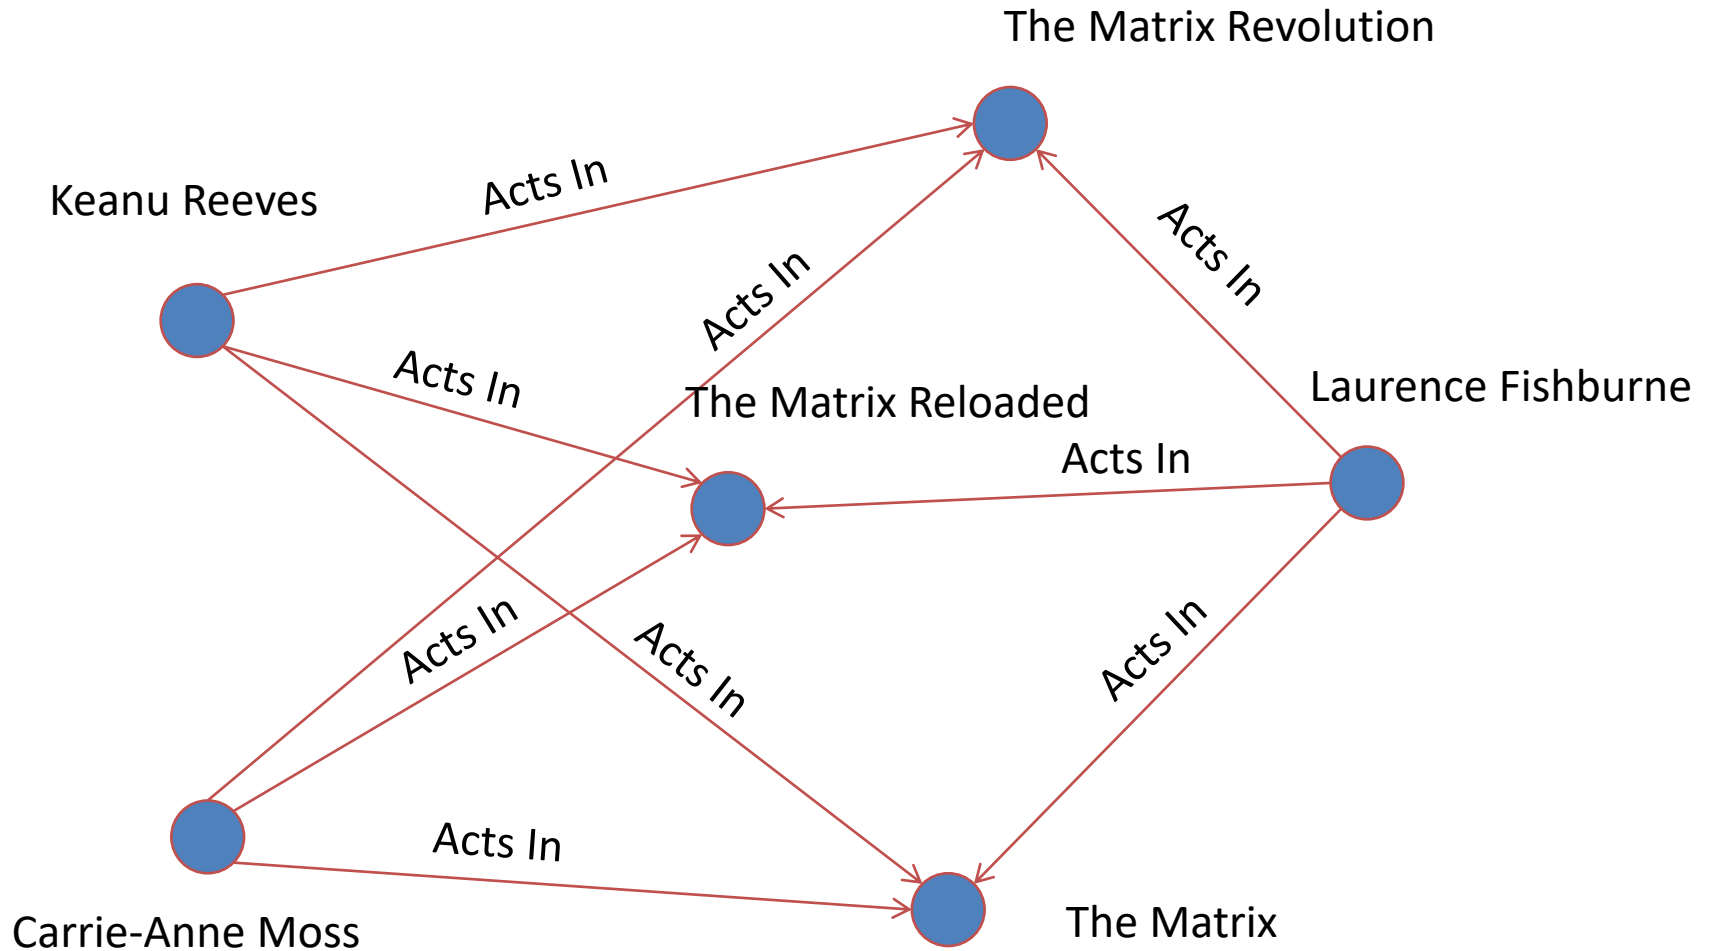 The Matrix Revolution
Acts In
Keanu Reeves
Acts In
Acts In
Acts In
The Matrix Reloaded
Laurence Fishburne
Acts In
Acts In
Acts In
Acts In
Acts In
The Matrix
Carrie-Anne Moss